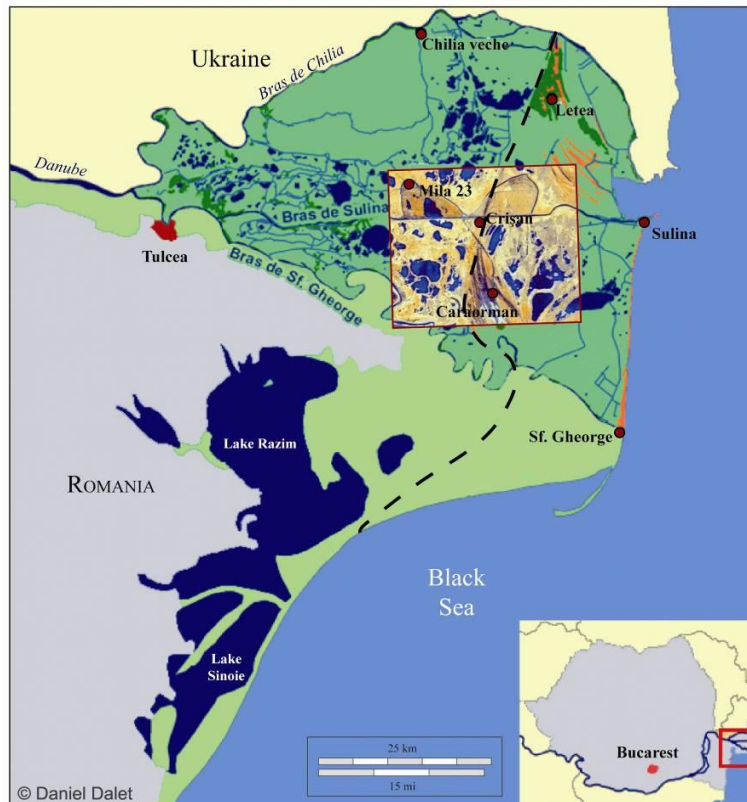 Ukraine
Bras de Chilia
Chilia veche
Letea
Danube
Mila 23
Bras de Sulina
Crisan
Sulina
Tulcea
Bras de Sf. Gheorge
Caraorman
Lake Razim
Sf. Gheorge
ROMANIA
Black
Sea
Lake
Sinoie
25 km
15 mi
Bucarest
© Daniel Dalet